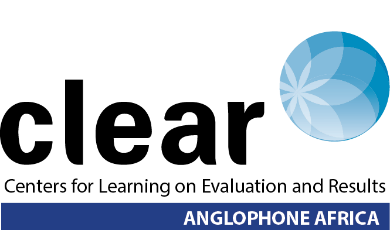 clear
Centers for Learning on Evaluation and Results
ANGLOPHONE AFRICA